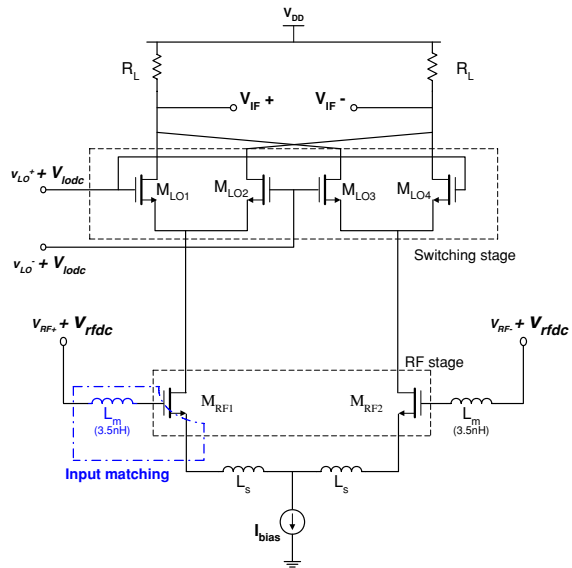 V_DD
R_L
R_L
V_IF +
V_IF -
v_LO⁺ + V_lodc
M_LO1
M_LO2
M_LO3
M_LO4
v_LO⁻ + V_lodc
Switching stage
v_RF+ + V_rfdc
v_RF- + V_rfdc
RF stage
M_RF1
M_RF2
L_m
(3.5nH)
L_m
(3.5nH)
Input matching
L_s
L_s
I_bias